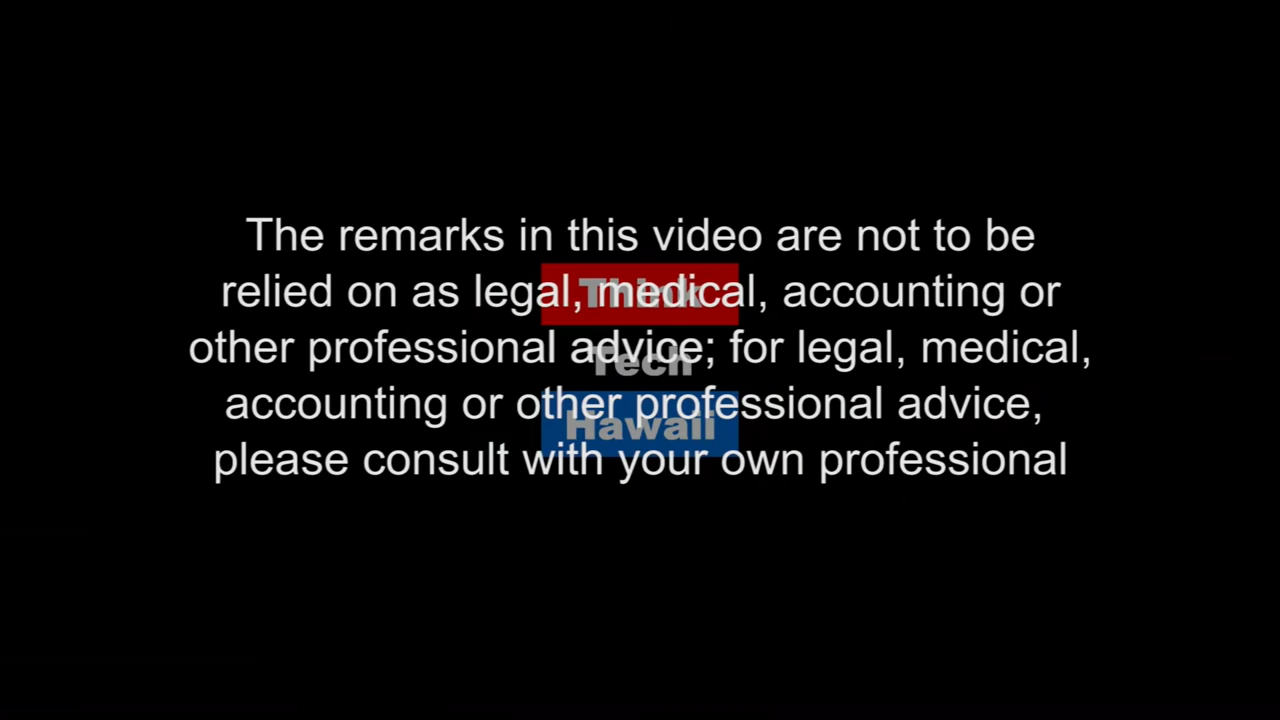 The remarks in this video are not to be
relied on as legal, medical, accounting or
other professional advice; for legal, medical,
accounting or other professional advice,
please consult with your own professional
Think
Tech
Hawaii